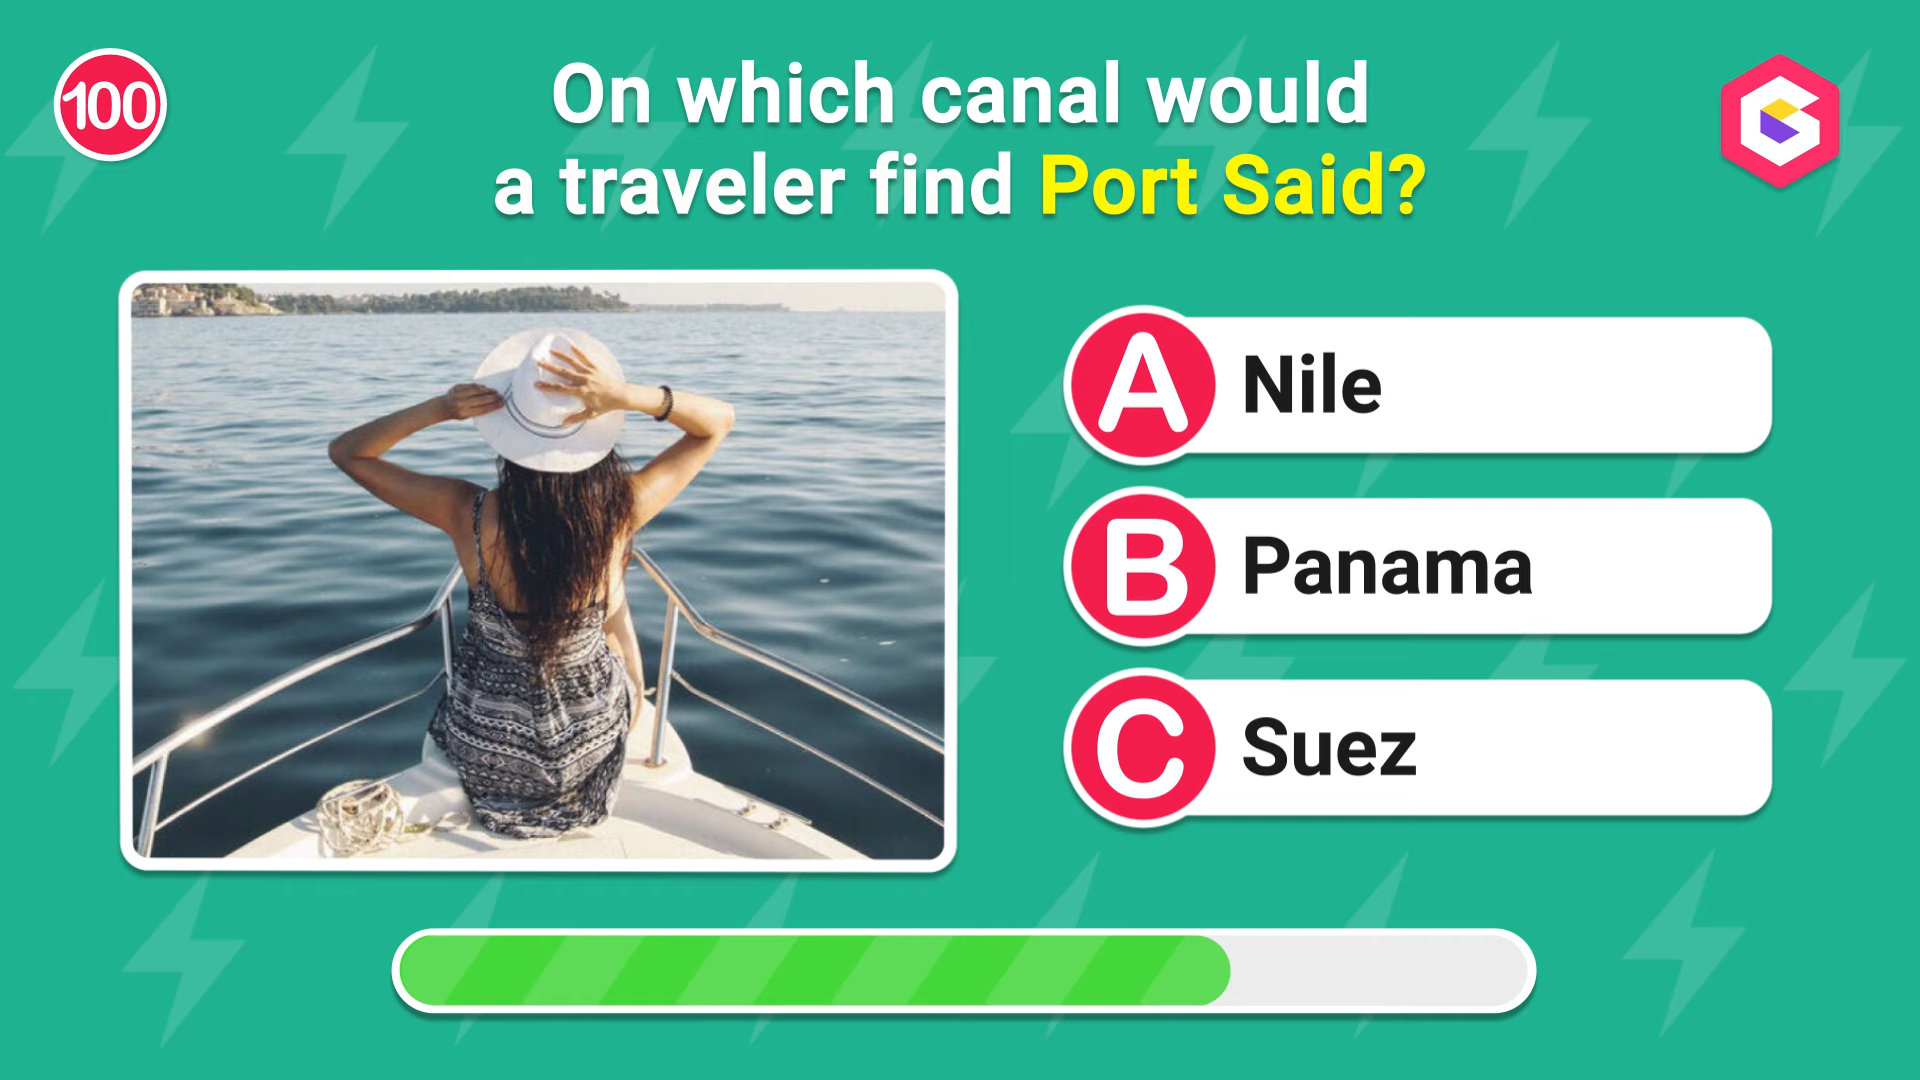 100
On which canal would
a traveler find Port Said?
A Nile
B Panama
C Suez